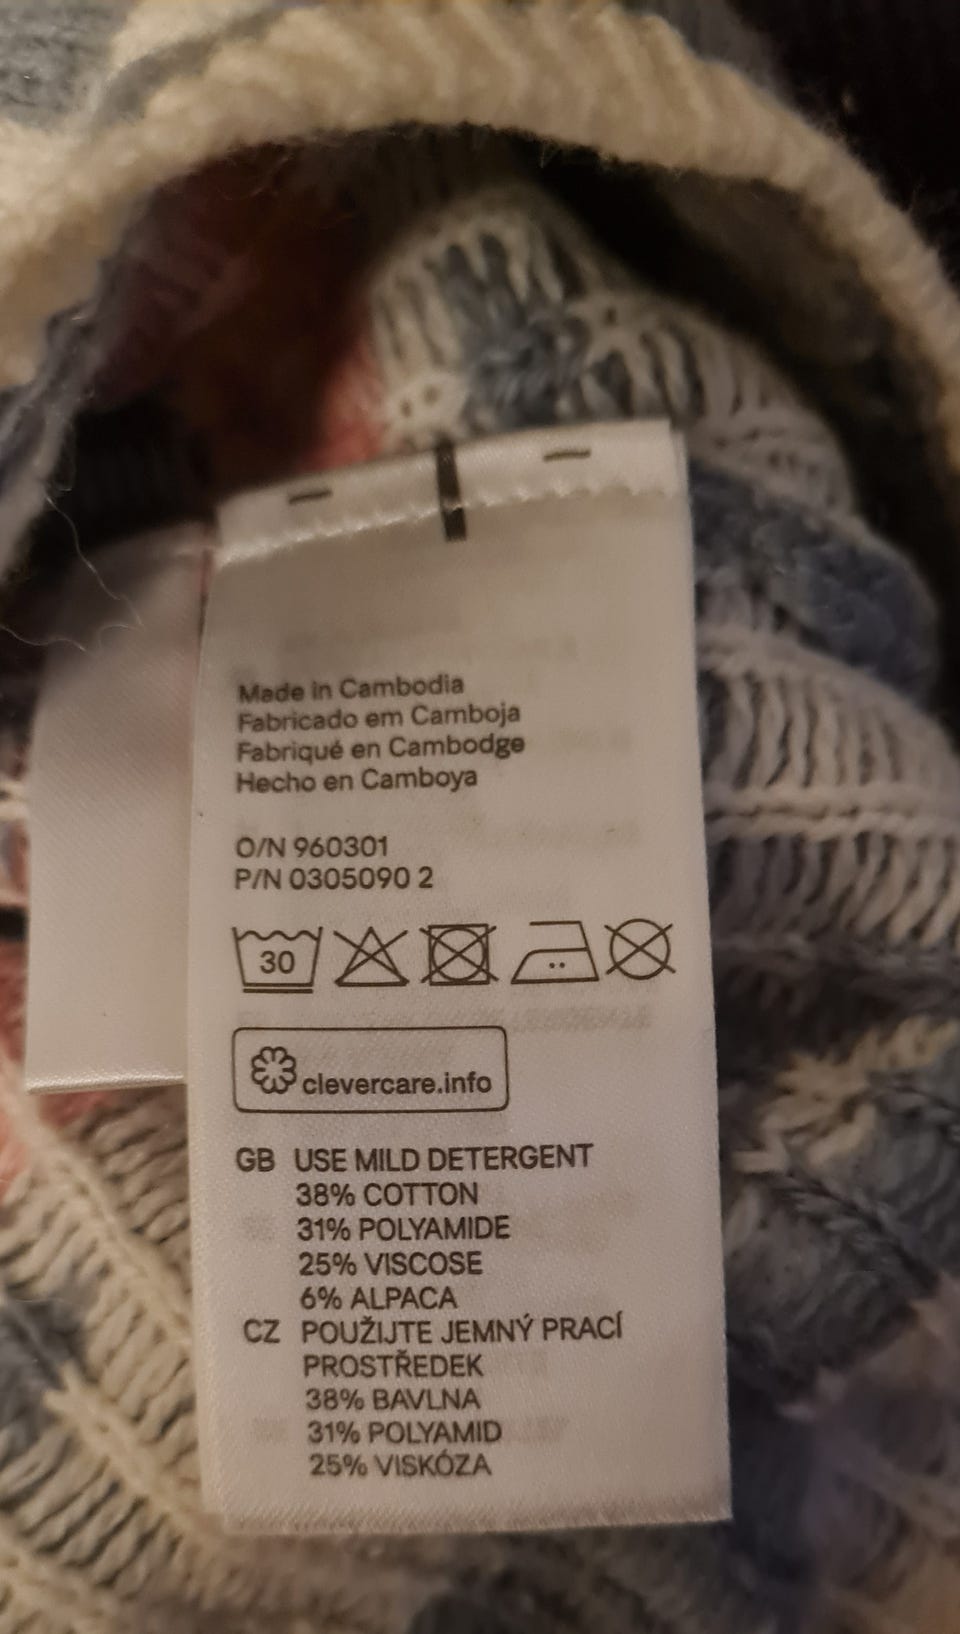 Made in Cambodia
Fabricado em Camboja
Fabriqué en Cambodge
Hecho en Camboya
O/N 960301
P/N 0305090 2
30
clevercare.info
GB USE MILD DETERGENT
38% COTTON
31% POLYAMIDE
25% VISCOSE
6% ALPACA
CZ POUŽIJTE JEMNÝ PRACÍ
PROSTŘEDEK
38% BAVLNA
31% POLYAMID
25% VISKÓZA